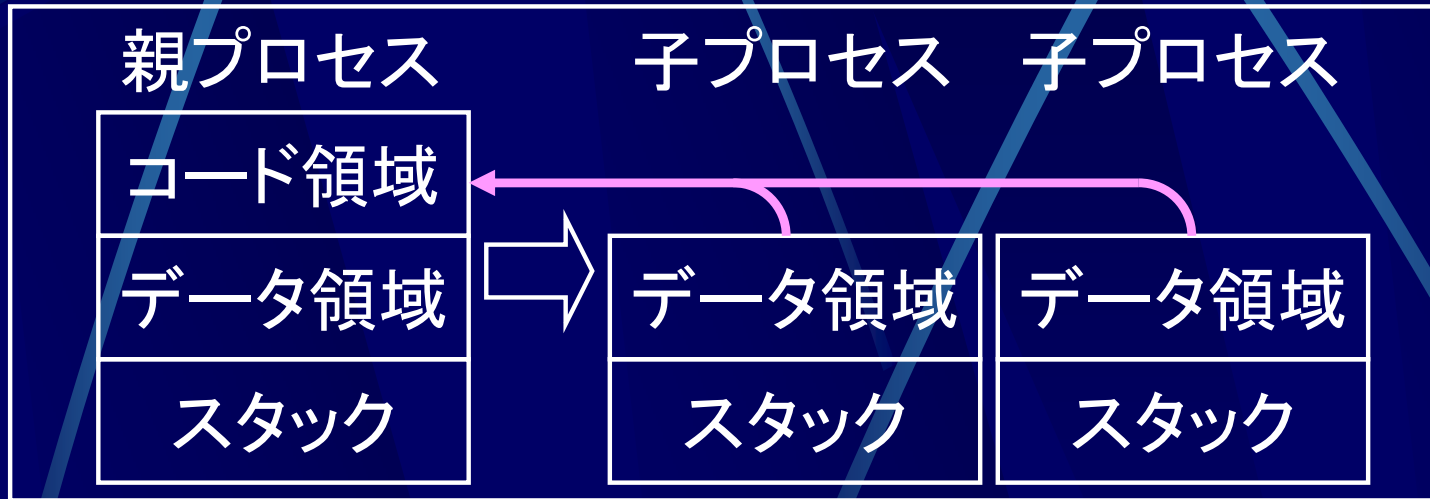 親プロセス 子プロセス 子プロセス
コード領域
データ領域 データ領域 データ領域
スタック スタック スタック